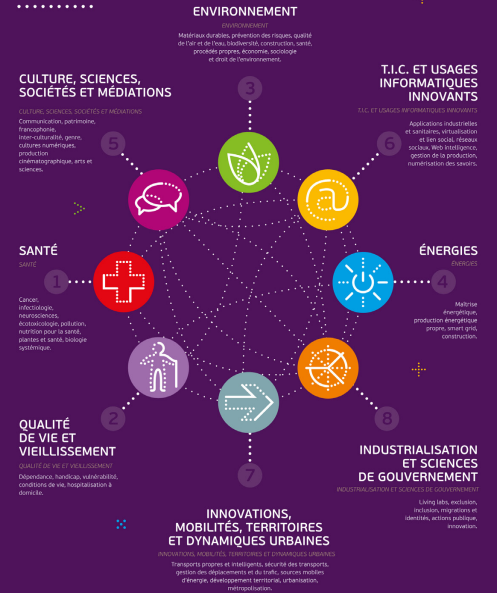 ENVIRONNEMENT
ENVIRONNEMENT
Matériaux durables, prévention des risques, qualité
de l'air et de l'eau, biodiversité, construction, santé,
procédés propres, économie, sociologie
et droit de l'environnement.
3
CULTURE, SCIENCES,
SOCIÉTÉS ET MÉDIATIONS
CULTURE, SCIENCES, SOCIÉTÉS ET MÉDIATIONS
Communication, patrimoine,
francophonie,
inter-culturalité, genre,
cultures numériques,
production
cinématographique, arts et
sciences.
5
T.I.C. ET USAGES
INFORMATIQUES
INNOVANTS
T.I.C. ET USAGES INFORMATIQUES INNOVANTS
Applications industrielles
et sanitaires, virtualisation
et lien social, réseaux
sociaux, Web Intelligence,
gestion de la production,
numérisation des savoirs.
6
SANTÉ
SANTÉ
1
Cancer,
infectiologie,
neurosciences,
écotoxicologie, pollution,
nutrition pour la santé,
plantes et santé, biologie
systémique.
ÉNERGIES
ÉNERGIES
4
Maîtrise
énergétique,
production énergétique
propre, smart grid,
construction.
2
QUALITÉ
DE VIE ET
VIEILLISSEMENT
QUALITÉ DE VIE ET VIEILLISSEMENT
Dépendance, handicap, vulnérabilité,
conditions de vie, hospitalisation à
domicile.
8
INDUSTRIALISATION
ET SCIENCES
DE GOUVERNEMENT
INDUSTRIALISATION ET SCIENCES DE GOUVERNEMENT
Living labs, exclusion,
inclusion, migrations et
identités, actions publique,
innovation.
7
INNOVATIONS,
MOBILITÉS, TERRITOIRES
ET DYNAMIQUES URBAINES
INNOVATIONS, MOBILITÉS, TERRITOIRES ET DYNAMIQUES URBAINES
Transports propres et intelligents, sécurité des transports,
gestion des déplacements et du trafic, sources mobiles
d'énergie, développement territorial, urbanisation,
métropolisation.